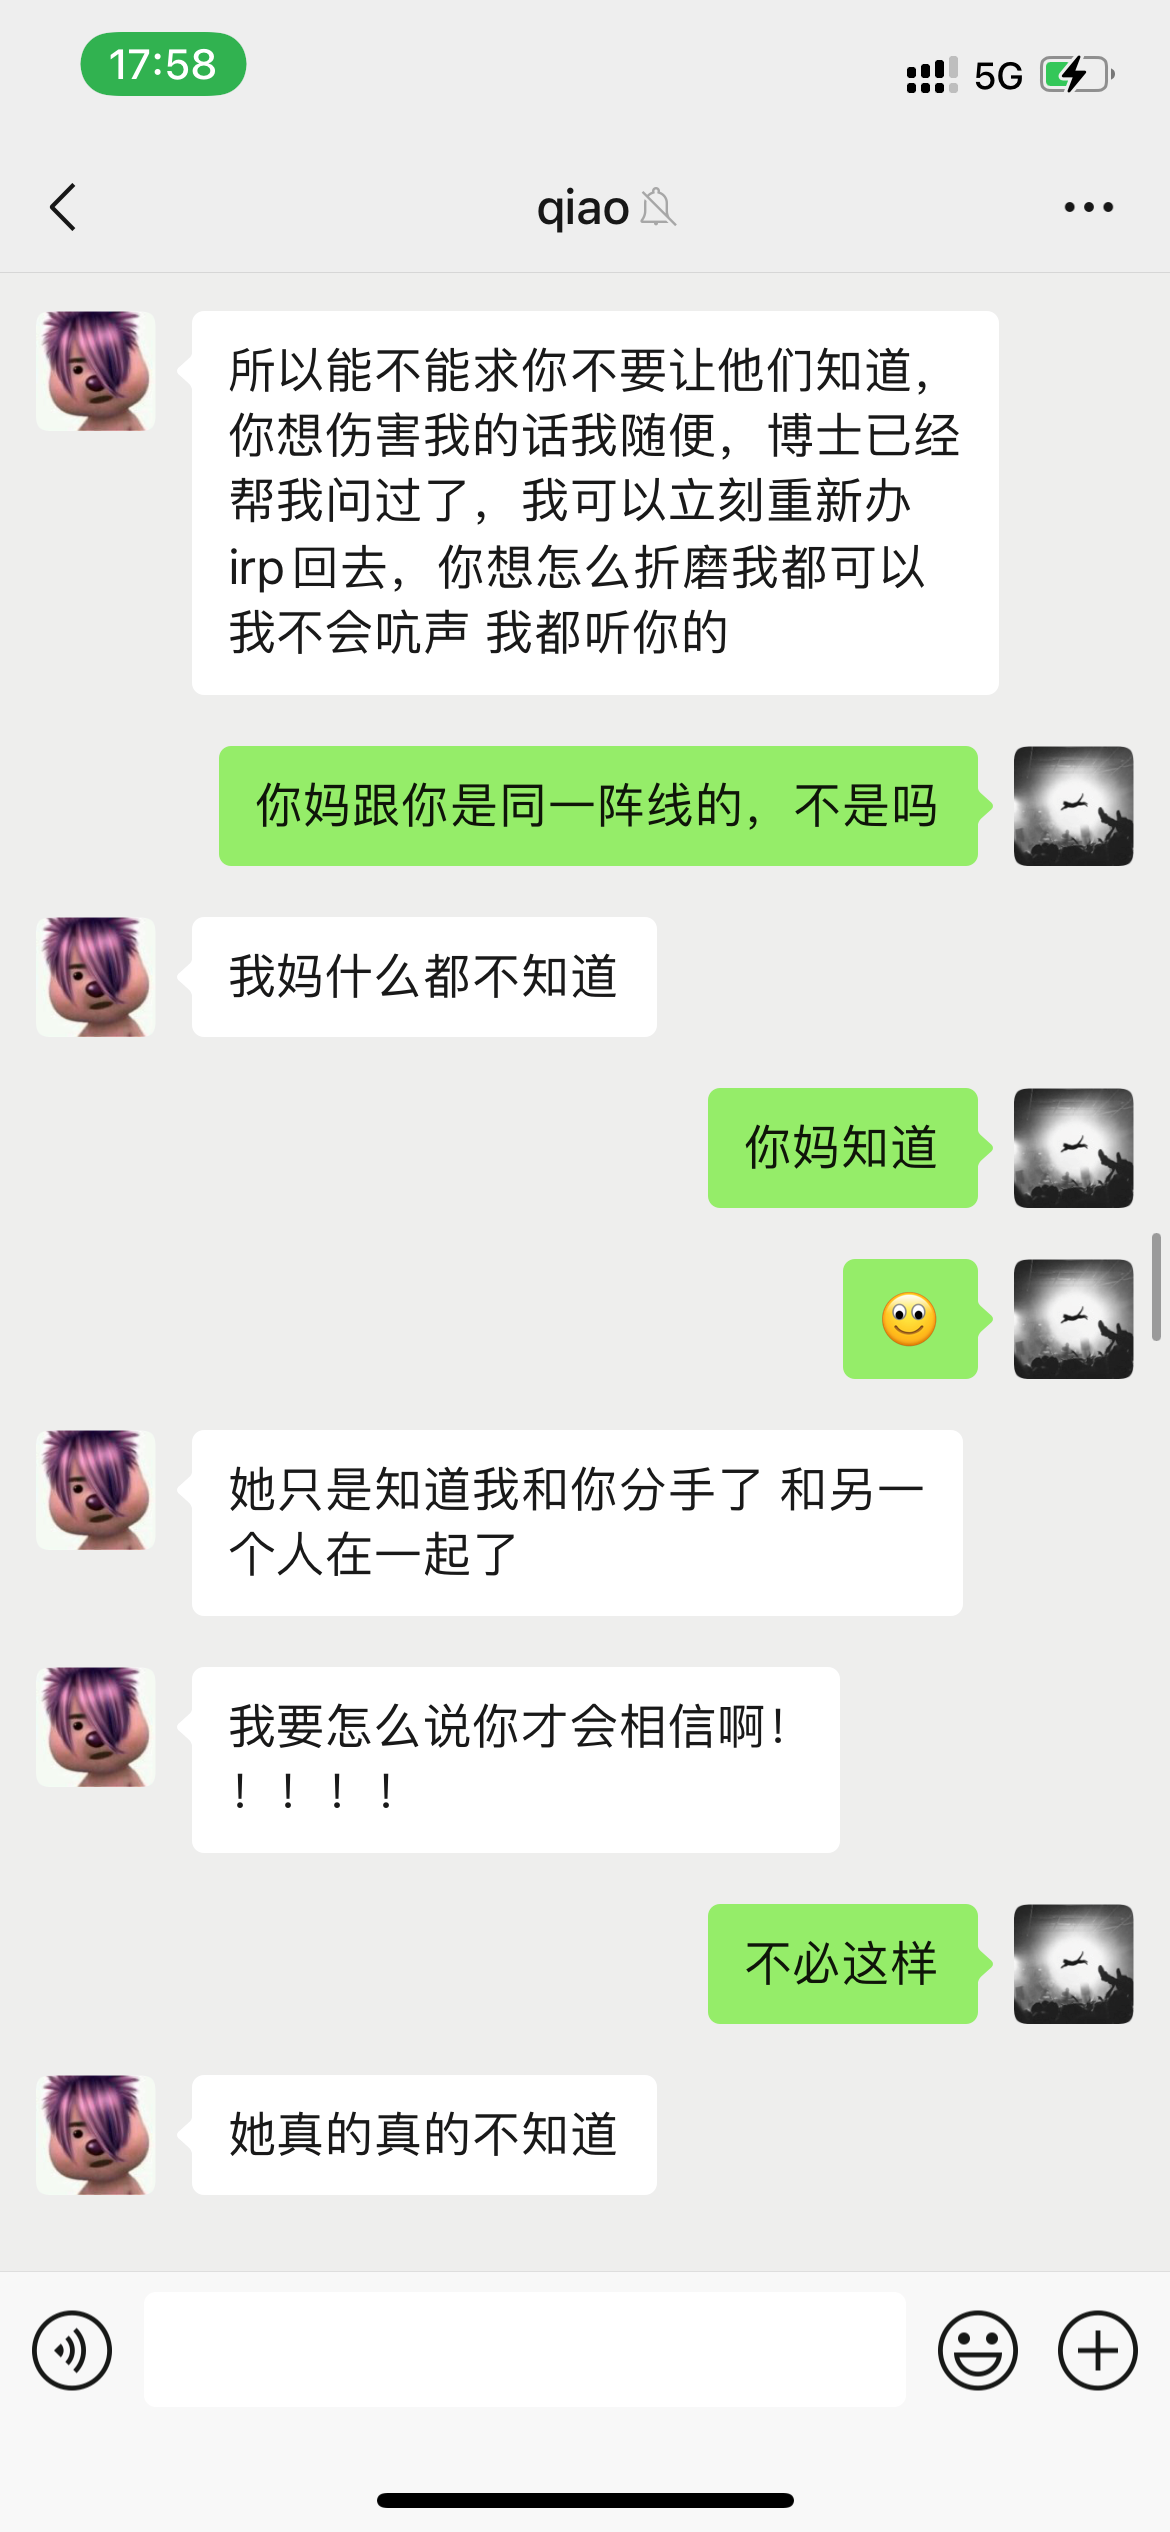 17:58
5G
qiao
所以能不能求你不要让他们知道，
你想伤害我的话我随便，博士已经
帮我问过了，我可以立刻重新办
irp回去，你想怎么折磨我都可以
我不会吭声 我都听你的
你妈跟你是同一阵线的，不是吗
我妈什么都不知道
你妈知道
她只是知道我和你分手了 和另一
个人在一起了
我要怎么说你才会相信啊！
！！！！
不必这样
她真的真的不知道